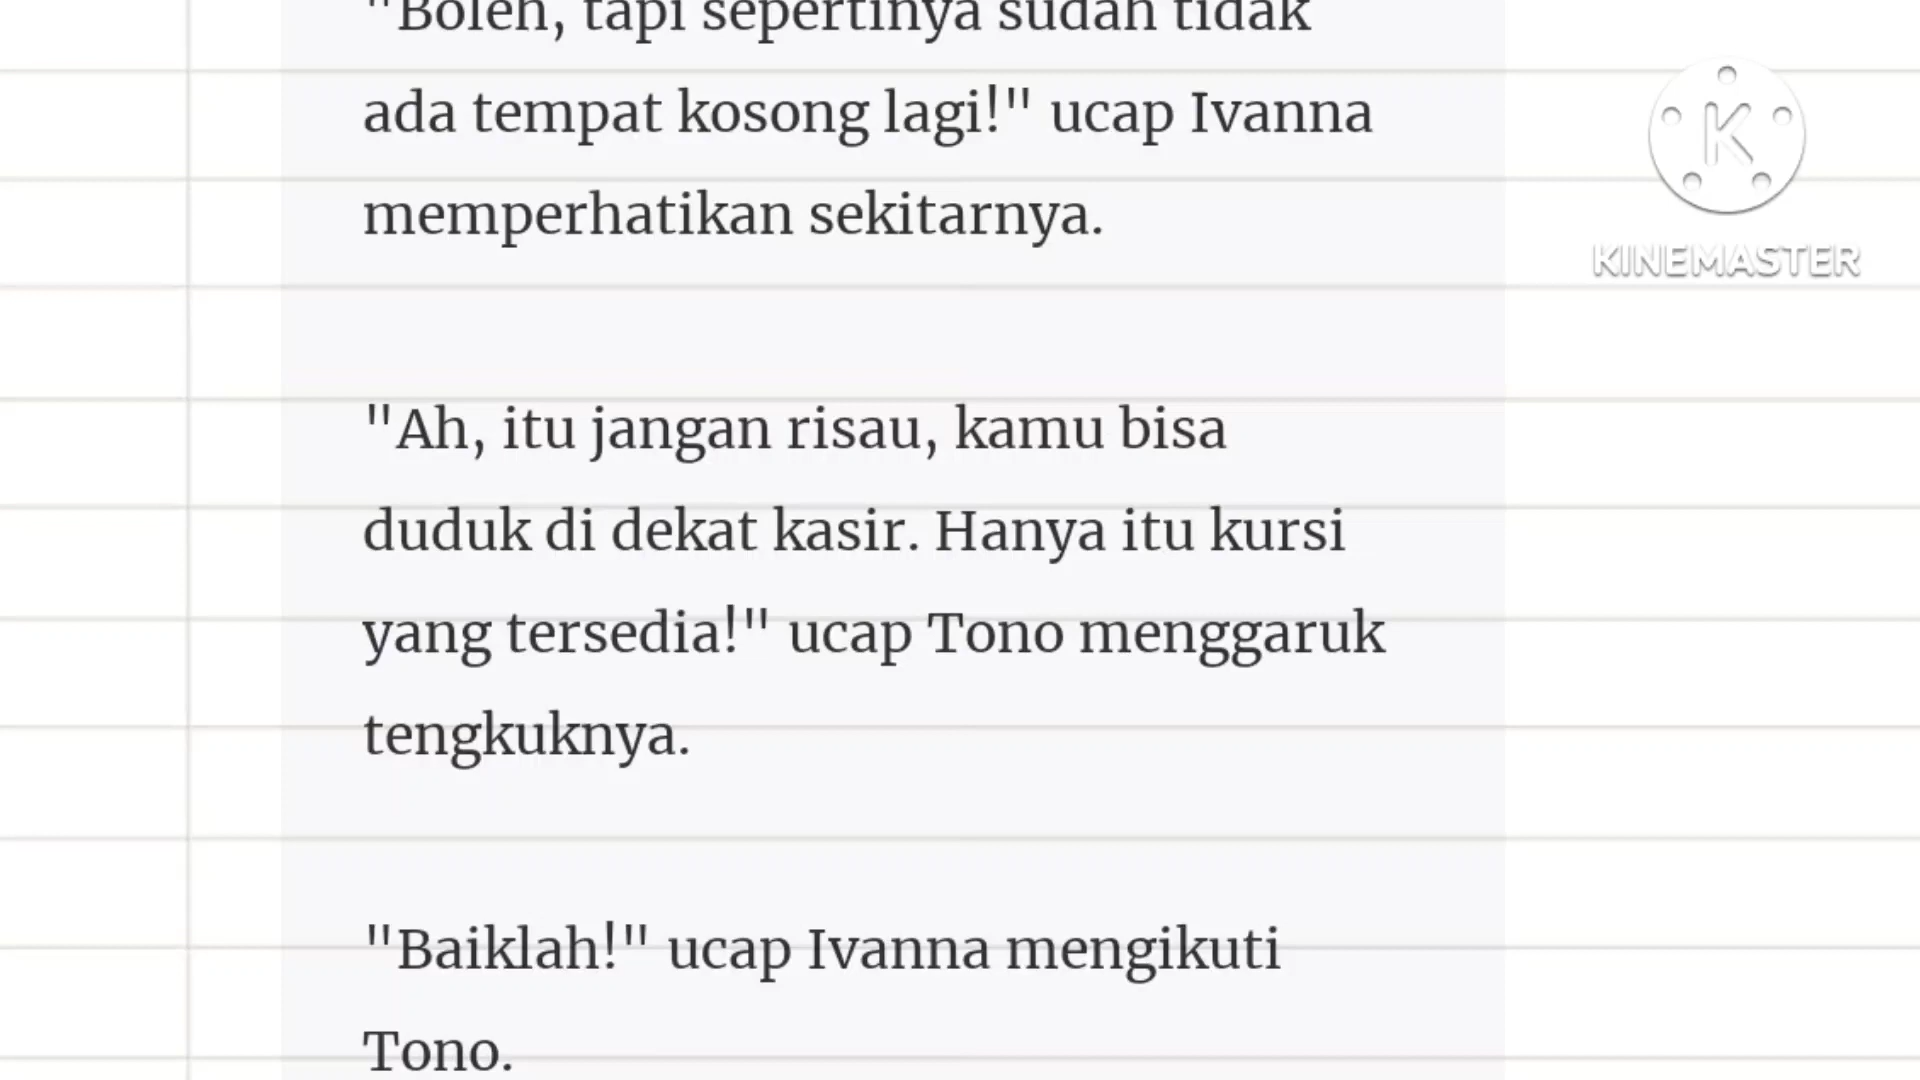 "Boleh, tapi sepertinya sudah tidak
ada tempat kosong lagi!" ucap Ivanna
memperhatikan sekitarnya.
"Ah, itu jangan risau, kamu bisa
duduk di dekat kasir. Hanya itu kursi
yang tersedia!" ucap Tono menggaruk
tengkuknya.
"Baiklah!" ucap Ivanna mengikuti
Tono.
K
KINEMASTER